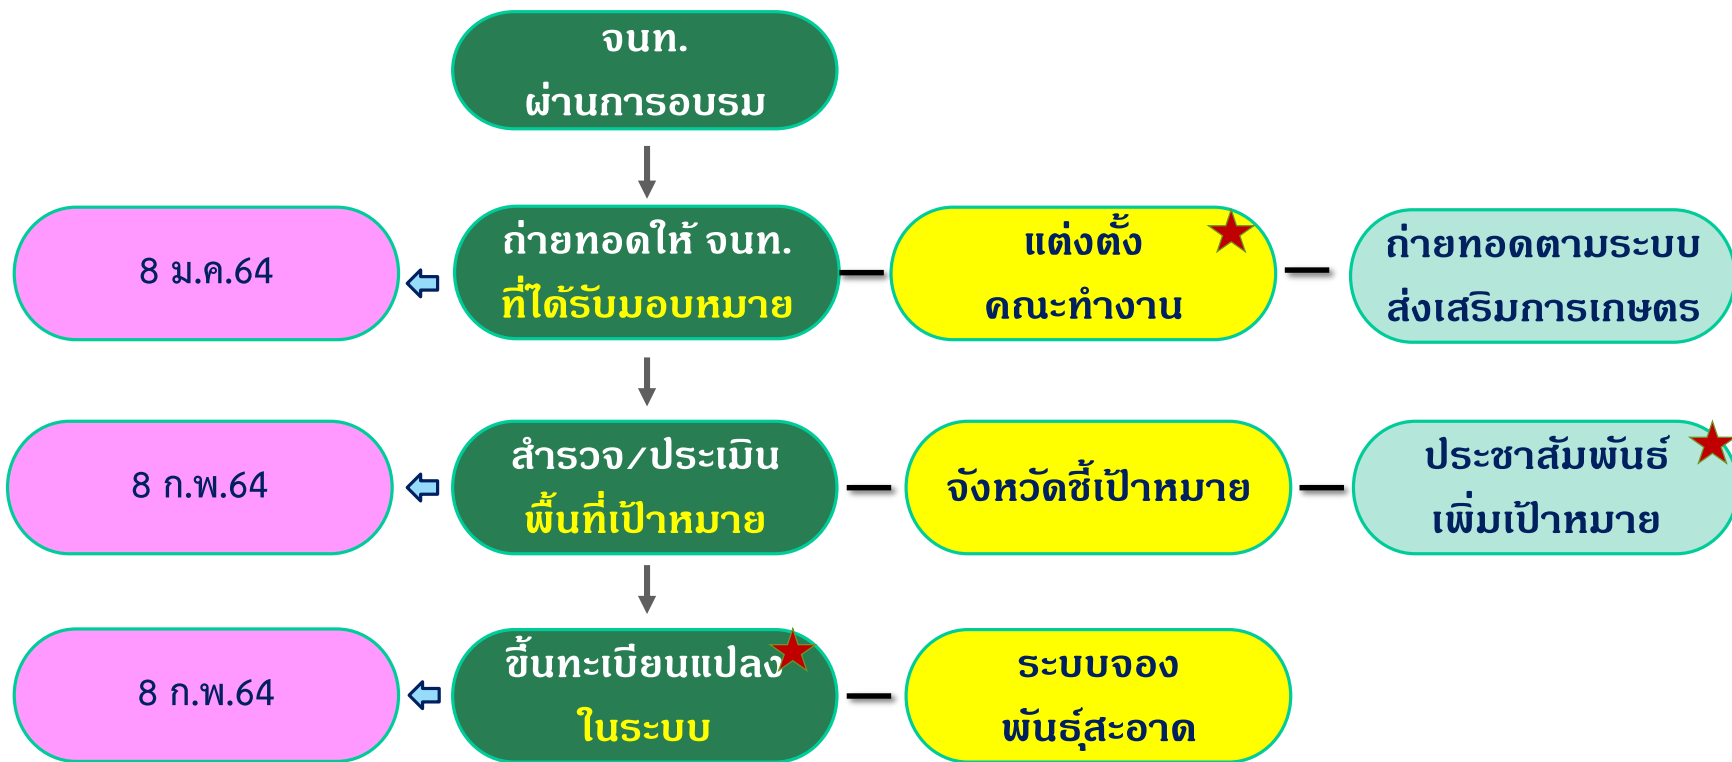 จนท.
ผ่านการอบรม
8 ม.ค.64
ถ่ายทอดให้ จนท.
ที่ได้รับมอบหมาย
แต่งตั้ง
คณะทำงาน
ถ่ายทอดตามระบบ
ส่งเสริมการเกษตร
8 ก.พ.64
สำรวจ/ประเมิน
พื้นที่เป้าหมาย
จังหวัดชี้เป้าหมาย
ประชาสัมพันธ์
เพิ่มเป้าหมาย
8 ก.พ.64
ขึ้นทะเบียนแปลง
ในระบบ
ระบบจอง
พันธุ์สะอาด